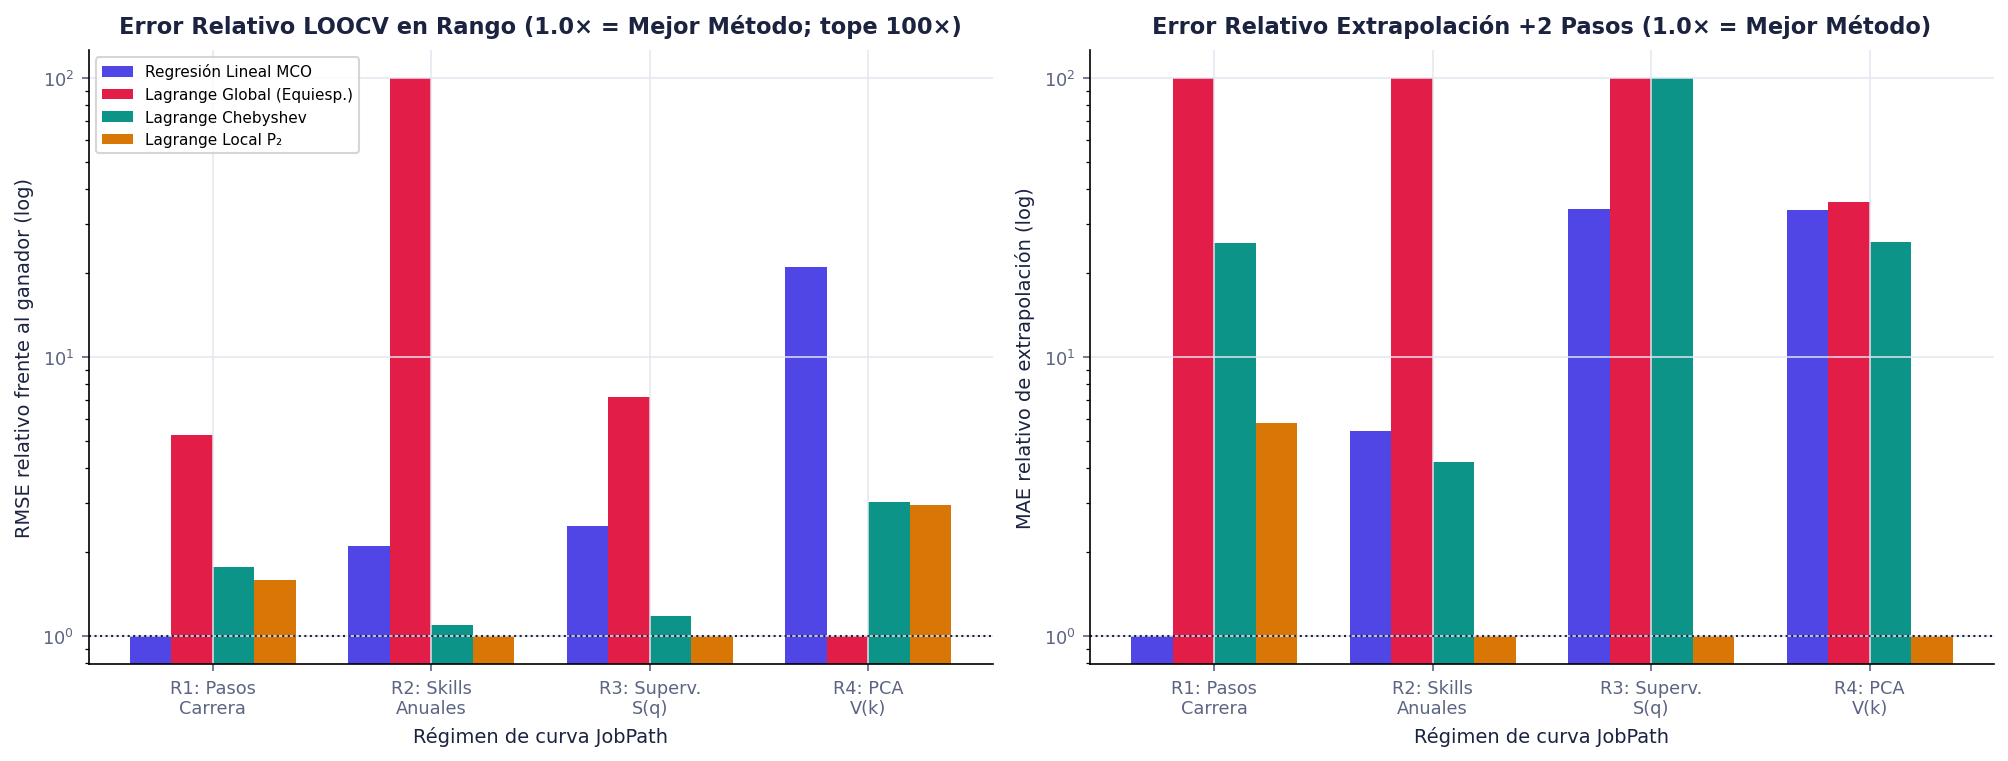 Error Relativo LOOCV en Rango (1.0× = Mejor Método; tope 100×)
RMSE relativo frente al ganador (log)
10²
10¹
10⁰
Regresión Lineal MCO
Lagrange Global (Equiesp.)
Lagrange Chebyshev
Lagrange Local P₂
R1: Pasos
Carrera
R2: Skills
Anuales
R3: Superv.
S(q)
R4: PCA
V(k)
Régimen de curva JobPath
Error Relativo Extrapolación +2 Pasos (1.0× = Mejor Método)
MAE relativo de extrapolación (log)
10²
10¹
10⁰
R1: Pasos
Carrera
R2: Skills
Anuales
R3: Superv.
S(q)
R4: PCA
V(k)
Régimen de curva JobPath